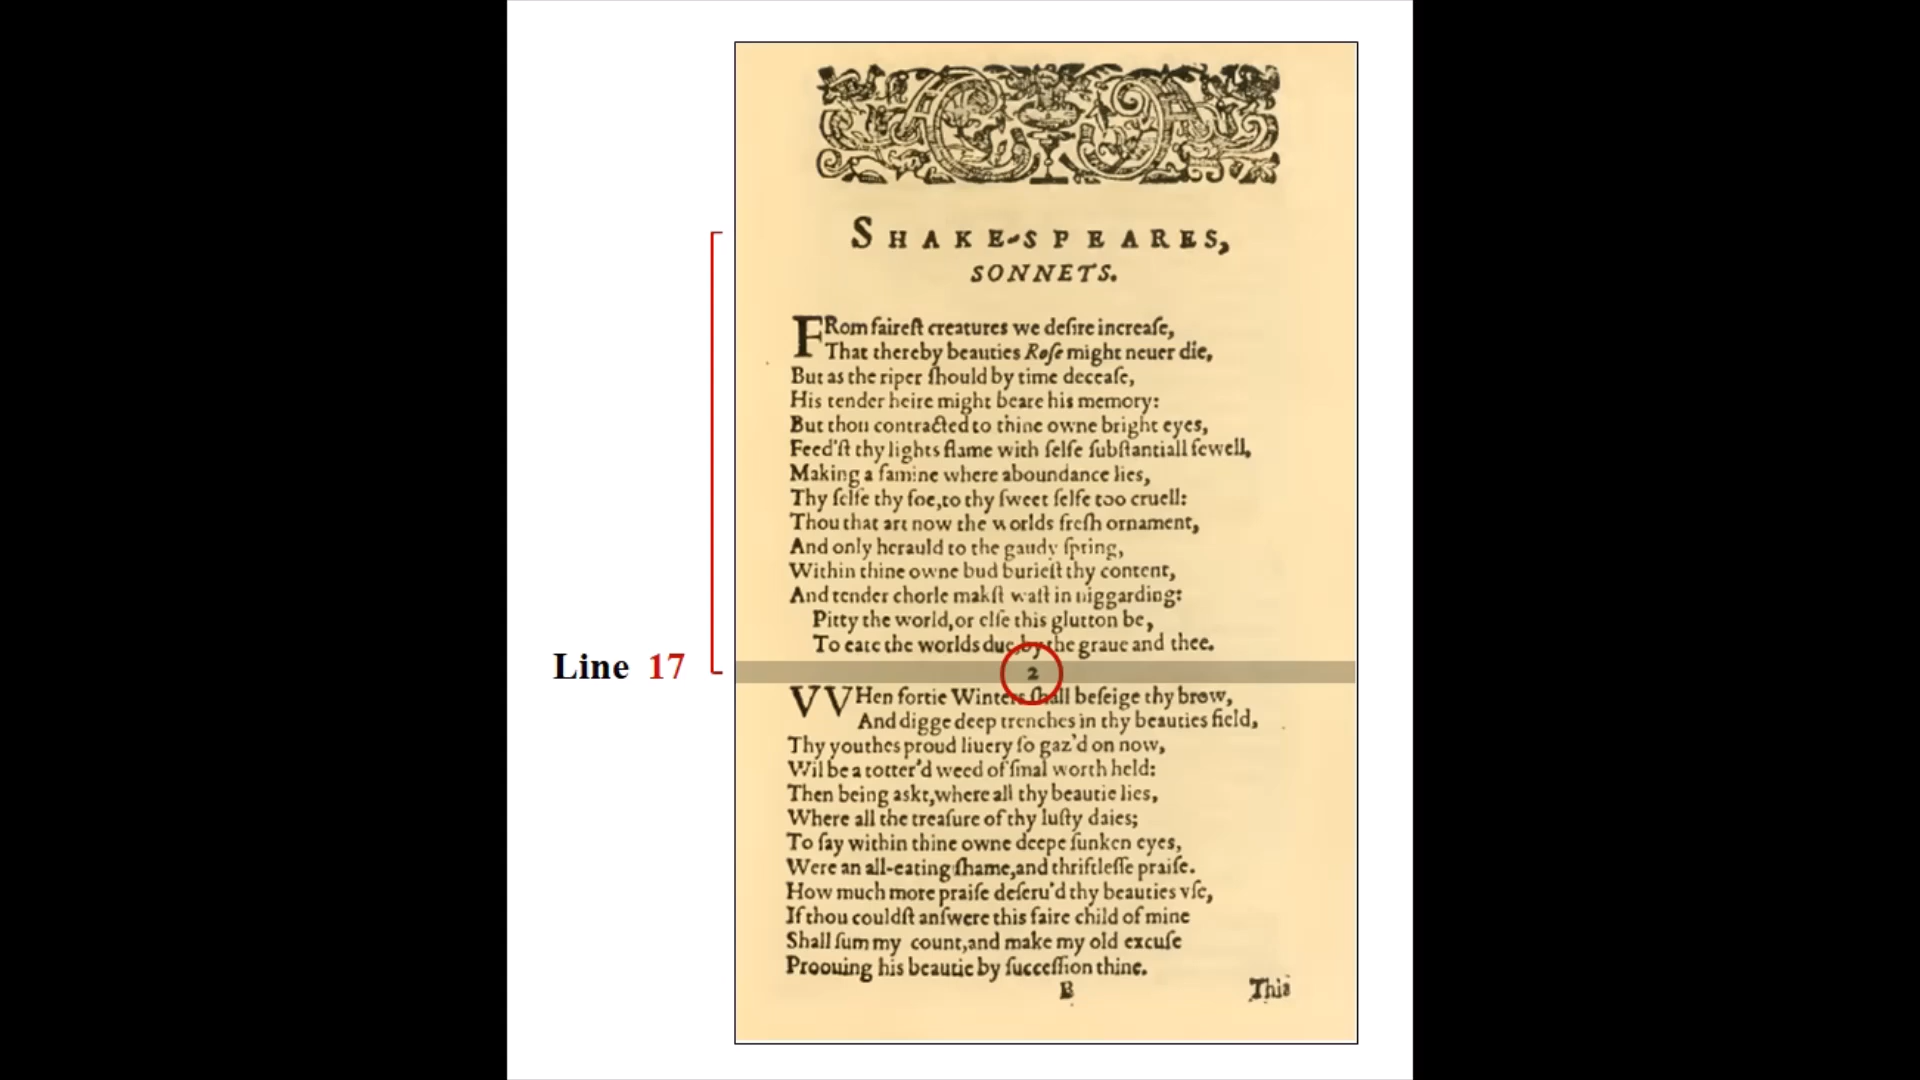 SHAKE-SPEARES,
SONNETS.
FRom faireſt creatures we deſire increaſe,
That thereby beauties Roſe might neuer die,
But as the riper ſhould by time deceaſe,
His tender heire might beare his memory:
But thou contracted to thine owne bright eyes,
Feed'ſt thy lights flame with ſelfe ſubſtantiall fewell,
Making a famine where aboundance lies,
Thy ſelfe thy foe,to thy ſweet ſelfe too cruell:
Thou that art now the worlds freſh ornament,
And only herauld to the gaudy ſpring,
Within thine owne bud burieſt thy content,
And tender chorle makſt waſt in niggarding:
Pitty the world,or elſe this glutton be,
To eate the worlds due,by the graue and thee.
Line 17
2
VVHen fortie Winters ſhall beſeige thy brow,
And digge deep trenches in thy beauties field,
Thy youthes proud liuery ſo gaz'd on now,
Wil be a totter'd weed of ſmal worth held:
Then being askt,where all thy beautie lies,
Where all the treaſure of thy luſty daies;
To ſay within thine owne deepe ſunken eyes,
Were an all-eating ſhame,and thriftleſſe praiſe.
How much more praiſe deſeru'd thy beauties vſe,
If thou couldſt anſwere this faire child of mine
Shall ſum my count,and make my old excuſe
Proouing his beautie by ſucceſſion thine.
B
This